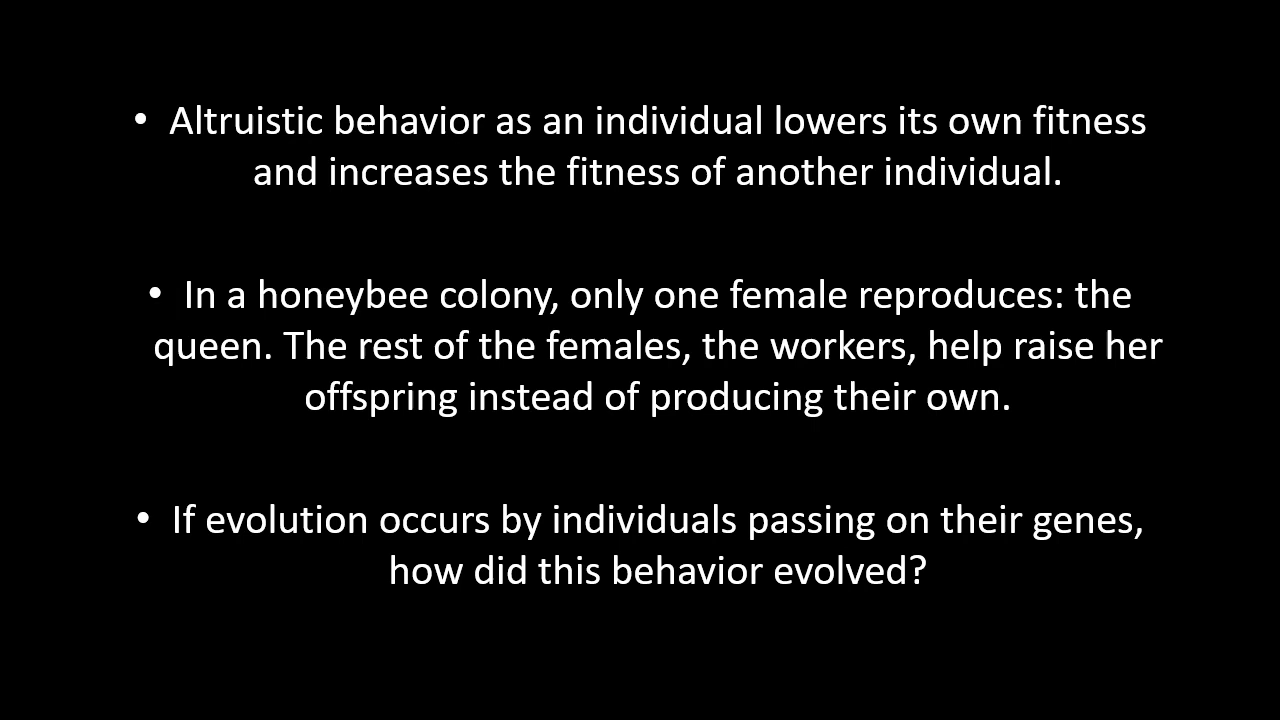 • Altruistic behavior as an individual lowers its own fitness
and increases the fitness of another individual.
• In a honeybee colony, only one female reproduces: the
queen. The rest of the females, the workers, help raise her
offspring instead of producing their own.
• If evolution occurs by individuals passing on their genes,
how did this behavior evolved?